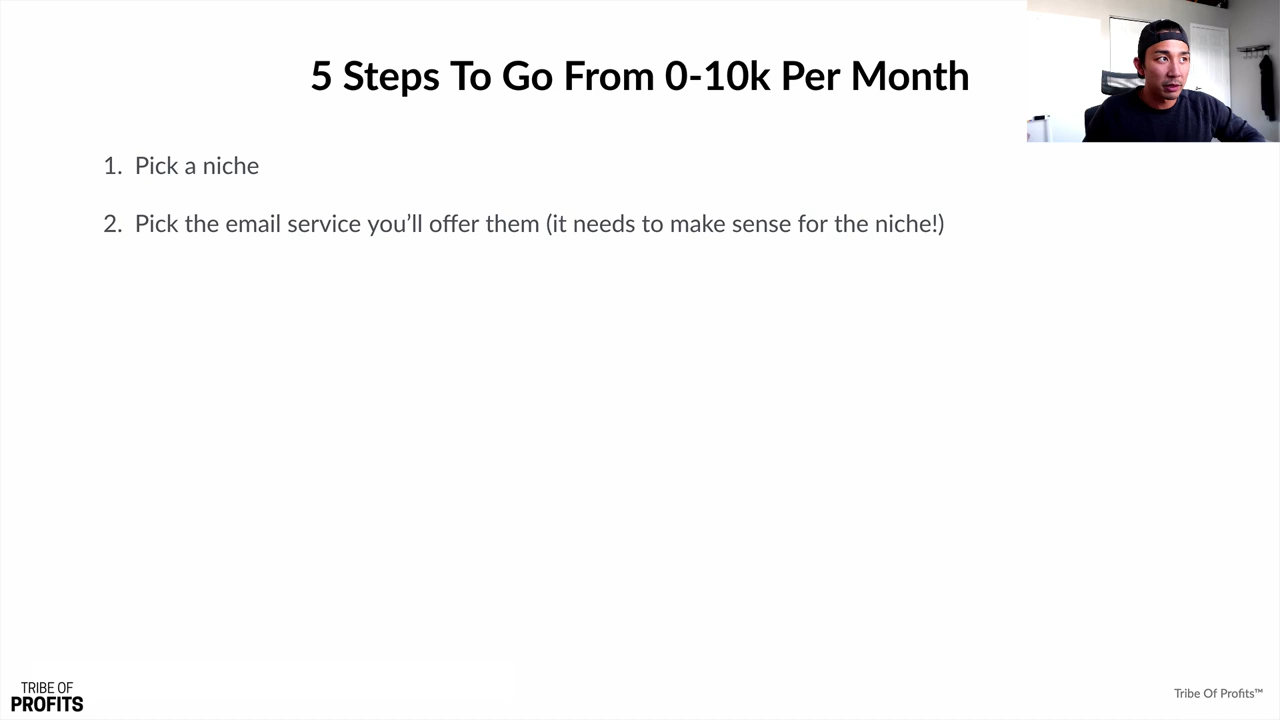 5 Steps To Go From 0-10k Per Month
1. Pick a niche
2. Pick the email service you’ll offer them (it needs to make sense for the niche!)
TRIBE OF
PROFITS
Tribe Of Profits™